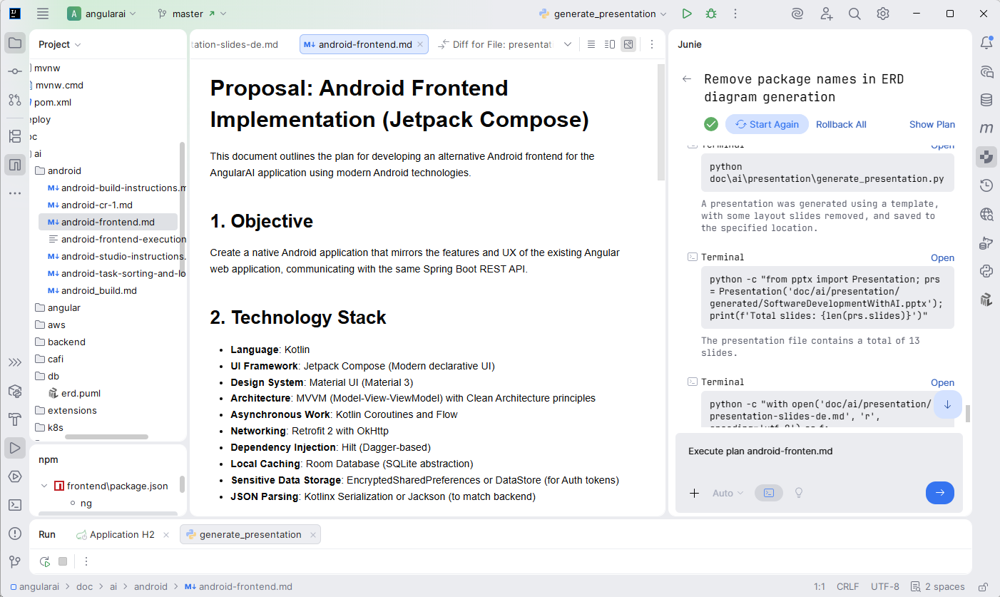 A angularai
master
generate_presentation
Project
mvnw
mvnw.cmd
pom.xml
eploy
oc
ai
android
M↓ android-build-instructions.m
M↓ android-cr-1.md
M↓ android-frontend.md
android-frontend-execution
M↓ android-studio-instructions.
M↓ android-task-sorting-and-lo
M↓ android_build.md
angular
aws
backend
cafi
db
erd.puml
extensions
k8s
npm
frontend\package.json
ng
tation-slides-de.md
M↓ android-frontend.md
Diff for File: presentati
Proposal: Android Frontend
Implementation (Jetpack Compose)
This document outlines the plan for developing an alternative Android frontend for the
AngularAI application using modern Android technologies.
1. Objective
Create a native Android application that mirrors the features and UX of the existing Angular
web application, communicating with the same Spring Boot REST API.
2. Technology Stack
• Language: Kotlin
• UI Framework: Jetpack Compose (Modern declarative UI)
• Design System: Material UI (Material 3)
• Architecture: MVVM (Model-View-ViewModel) with Clean Architecture principles
• Asynchronous Work: Kotlin Coroutines and Flow
• Networking: Retrofit 2 with OkHttp
• Dependency Injection: Hilt (Dagger-based)
• Local Caching: Room Database (SQLite abstraction)
• Sensitive Data Storage: EncryptedSharedPreferences or DataStore (for Auth tokens)
• JSON Parsing: Kotlinx Serialization or Jackson (to match backend)
Junie
Remove package names in ERD
diagram generation
Start Again
Rollback All
Show Plan
Terminal
Open
python
doc\ai\presentation\generate_presentation.py
A presentation was generated using a template,
with some layout slides removed, and saved to
the specified location.
Terminal
Open
python -c "from pptx import Presentation; prs
= Presentation('doc/ai/presentation/
generated/SoftwareDevelopmentWithAI.pptx');
print(f'Total slides: {len(prs.slides)}')"
The presentation file contains a total of 13
slides.
Terminal
Open
python -c "with open('doc/ai/presentation/
presentation-slides-de.md', 'r',
encoding='utf-8') as f:
Execute plan android-fronten.md
Auto
m
Run
Application H2
generate_presentation
angularai > doc > ai > android > M↓ android-frontend.md
1:1 CRLF UTF-8 2 spaces